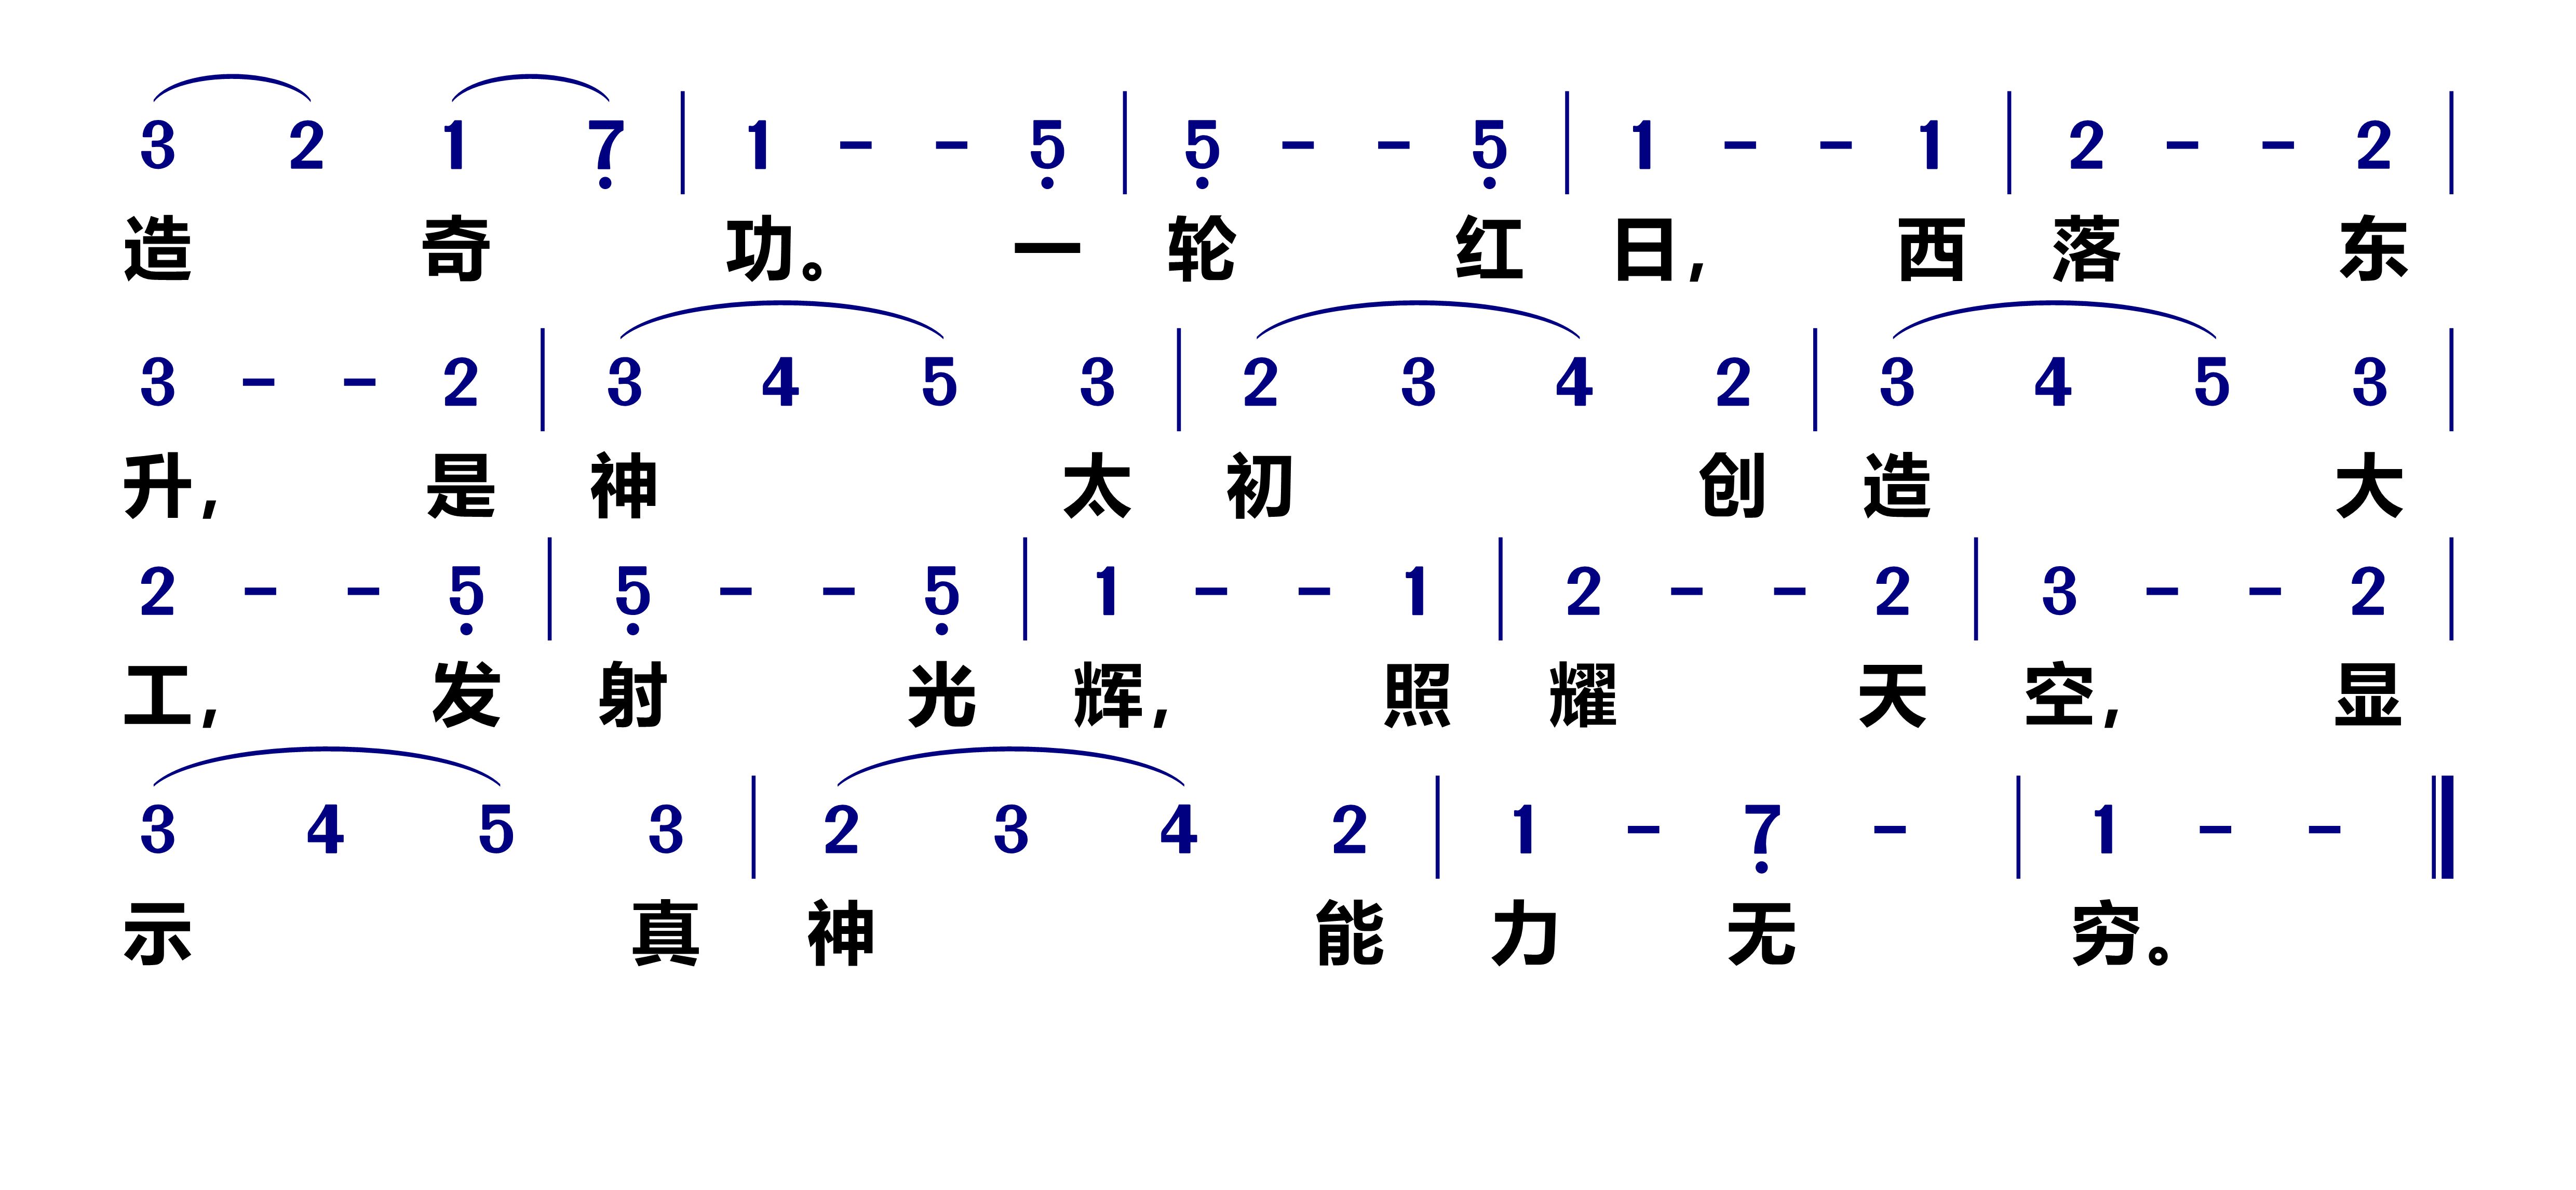 3 2 1 7̣ | 1 - - 5̣ | 5̣ - - 5̣ | 1 - - 1 | 2 - - 2 |
造 奇 功。 一 轮 红 日, 西 落 东
3 - - 2 | 3 4 5 3 | 2 3 4 2 | 3 4 5 3 |
升, 是 神 太 初 创 造 大
2 - - 5̣ | 5̣ - - 5̣ | 1 - - 1 | 2 - - 2 | 3 - - 2 |
工, 发 射 光 辉, 照 耀 天 空, 显
3 4 5 3 | 2 3 4 2 | 1 - 7̣ - | 1 - - ‖
示 真 神 能 力 无 穷。